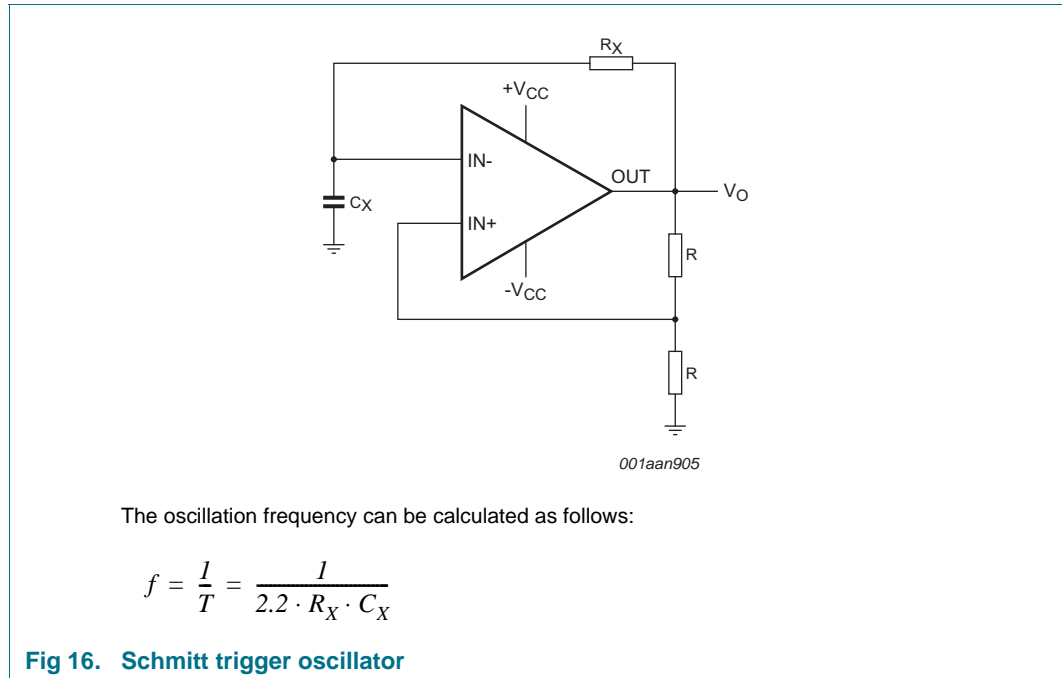 RX
+VCC
IN-
OUT
VO
CX
IN+
R
-VCC
R
001aan905
The oscillation frequency can be calculated as follows:
f = 1/T = 1/(2.2 · RX · CX)
Fig 16. Schmitt trigger oscillator